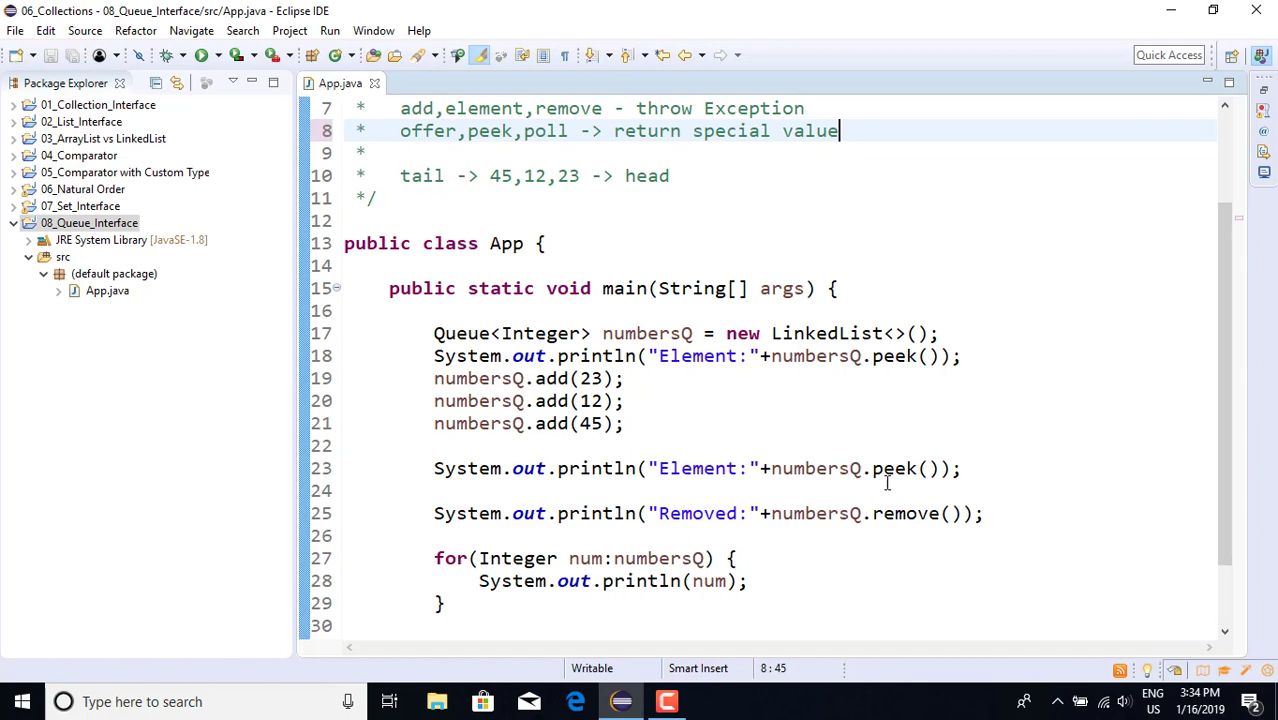 06_Collections - 08_Queue_Interface/src/App.java - Eclipse IDE
File Edit Source Refactor Navigate Search Project Run Window Help
Quick Access
Package Explorer
App.java
01_Collection_Interface
02_List_Interface
03_ArrayList vs LinkedList
04_Comparator
05_Comparator with Custom Type
06_Natural Order
07_Set_Interface
08_Queue_Interface
JRE System Library [JavaSE-1.8]
src
(default package)
App.java
7 * add,element,remove - throw Exception
8 * offer,peek,poll -> return special value
9 *
10 * tail -> 45,12,23 -> head
11 */
12
13 public class App {
14
15 public static void main(String[] args) {
16
17 Queue<Integer> numbersQ = new LinkedList<>();
18 System.out.println("Element:"+numbersQ.peek());
19 numbersQ.add(23);
20 numbersQ.add(12);
21 numbersQ.add(45);
22
23 System.out.println("Element:"+numbersQ.peek());
24
25 System.out.println("Removed:"+numbersQ.remove());
26
27 for(Integer num:numbersQ) {
28 System.out.println(num);
29 }
30
Writable Smart Insert 8 : 45
Type here to search
ENG
US
3:34 PM
1/16/2019
2